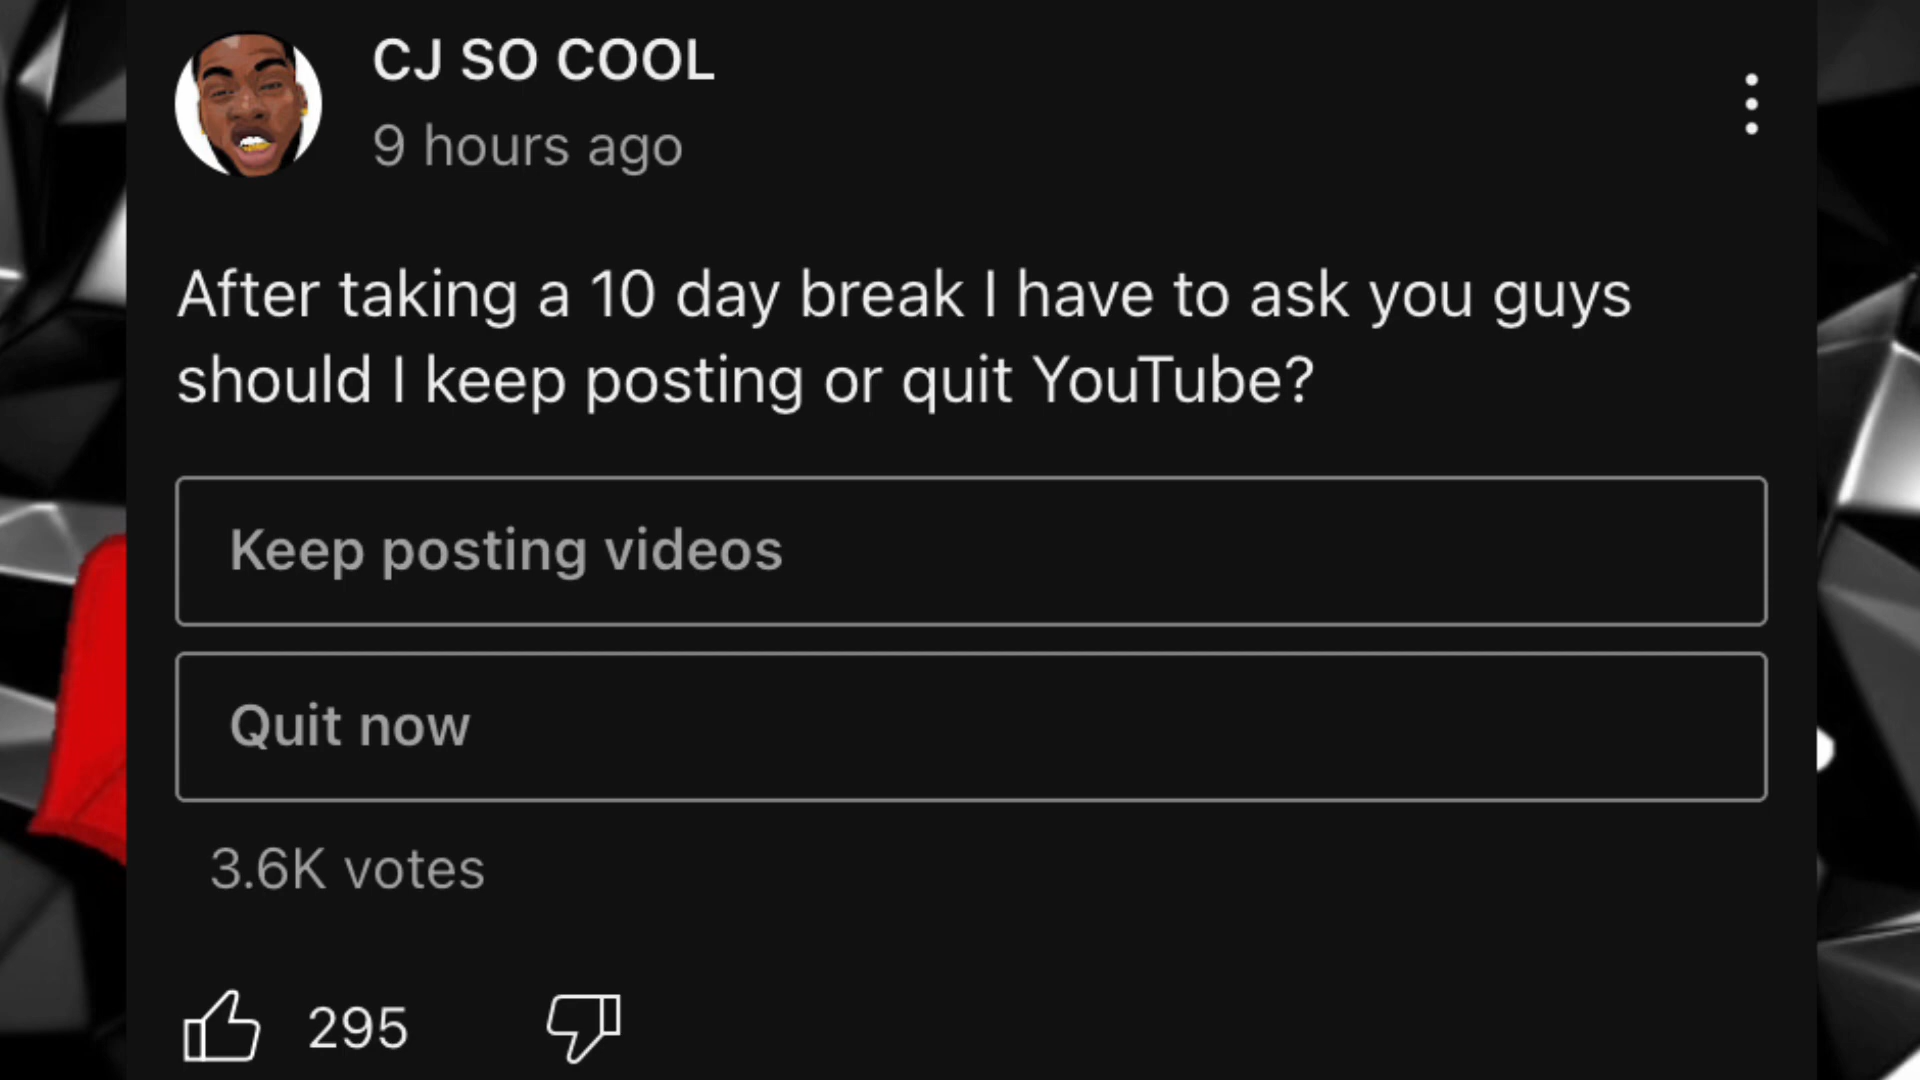 CJ SO COOL
9 hours ago
After taking a 10 day break I have to ask you guys
should I keep posting or quit YouTube?
Keep posting videos
Quit now
3.6K votes
295